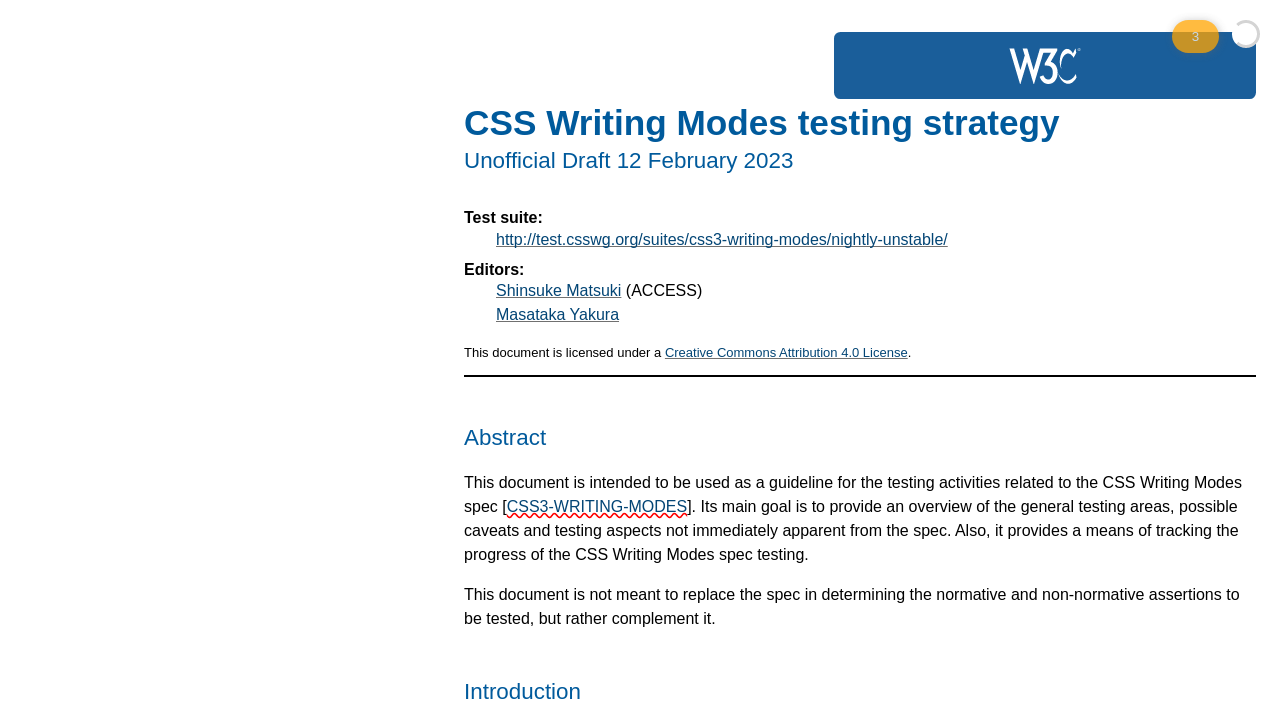 3
W3C®
CSS Writing Modes testing strategy
Unofficial Draft 12 February 2023
Test suite:
http://test.csswg.org/suites/css3-writing-modes/nightly-unstable/
Editors:
Shinsuke Matsuki (ACCESS)
Masataka Yakura
This document is licensed under a Creative Commons Attribution 4.0 License.
Abstract
This document is intended to be used as a guideline for the testing activities related to the CSS Writing Modes
spec [CSS3-WRITING-MODES]. Its main goal is to provide an overview of the general testing areas, possible
caveats and testing aspects not immediately apparent from the spec. Also, it provides a means of tracking the
progress of the CSS Writing Modes spec testing.
This document is not meant to replace the spec in determining the normative and non-normative assertions to
be tested, but rather complement it.
Introduction